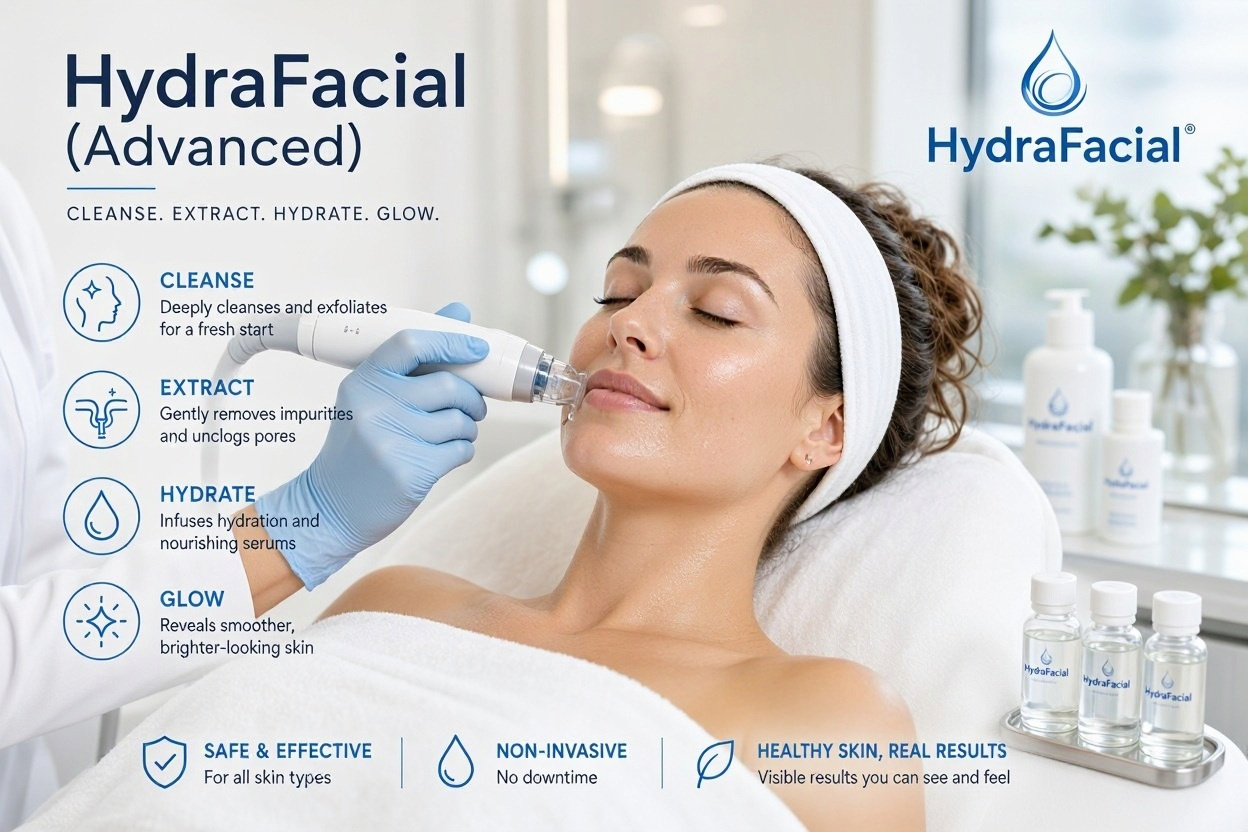 HydraFacial
(Advanced)
CLEANSE. EXTRACT. HYDRATE. GLOW.
HydraFacial®
CLEANSE
Deeply cleanses and exfoliates
for a fresh start
EXTRACT
Gently removes impurities
and unclogs pores
HYDRATE
Infuses hydration and
nourishing serums
GLOW
Reveals smoother,
brighter-looking skin
HydraFacial
HydraFacial
HydraFacial
HydraFacial
HydraFacial
SAFE & EFFECTIVE
For all skin types
NON-INVASIVE
No downtime
HEALTHY SKIN, REAL RESULTS
Visible results you can see and feel